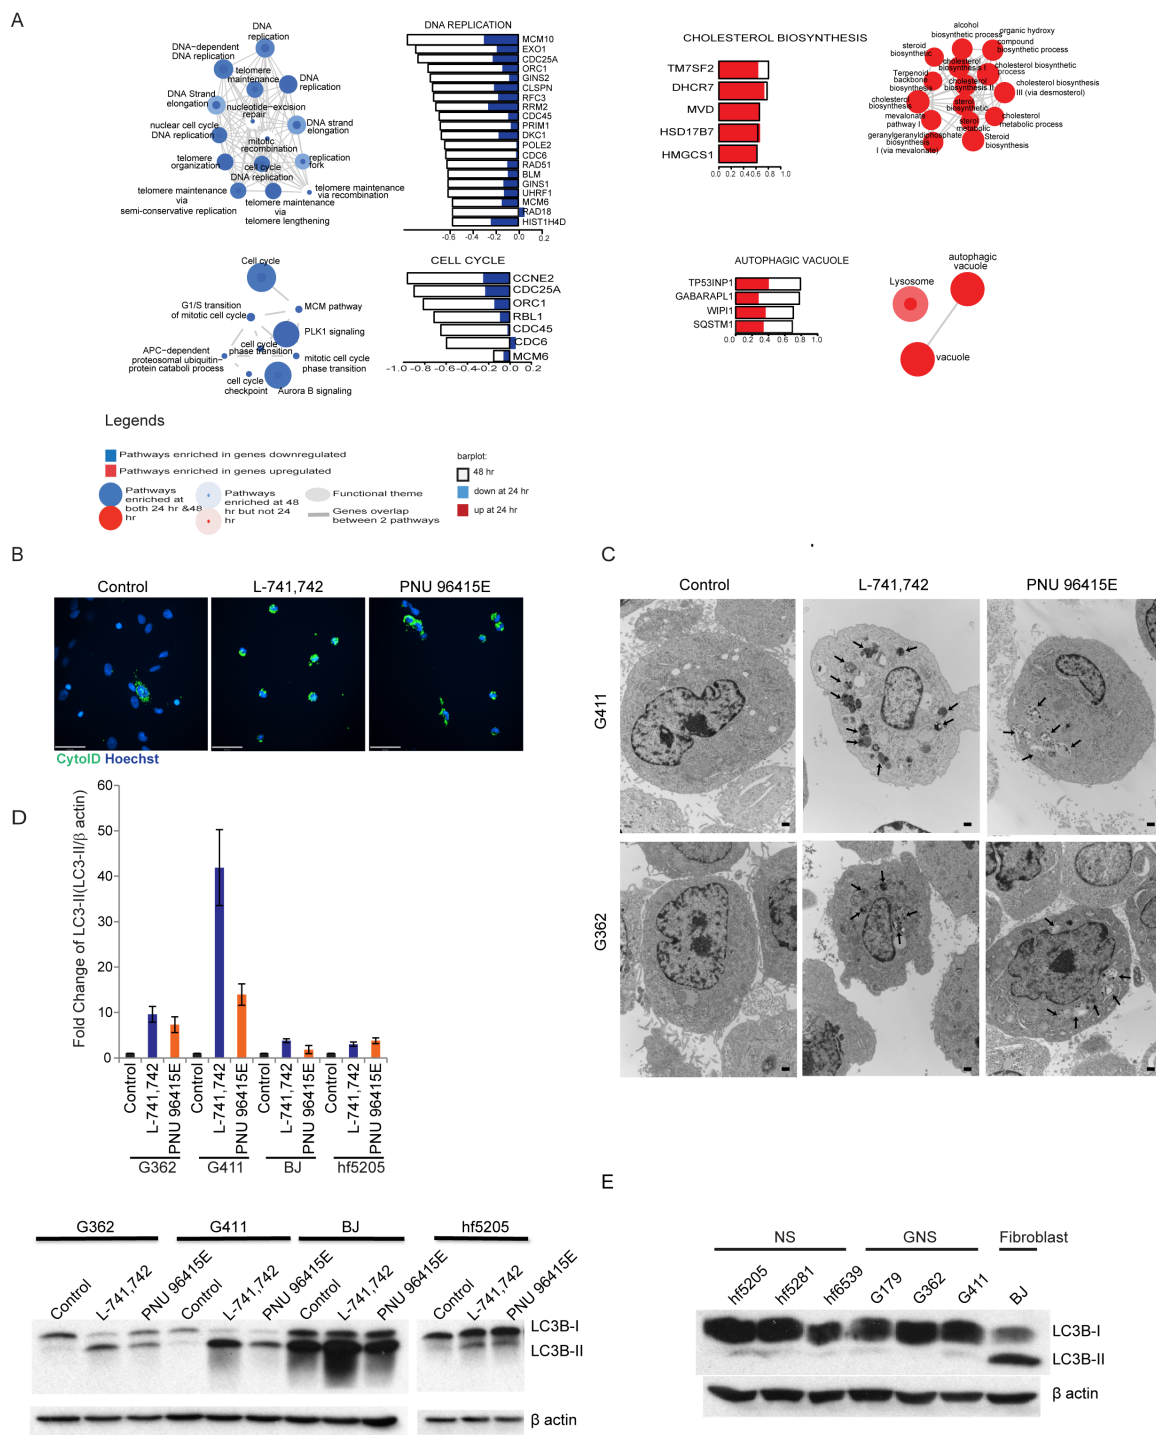 A
DNA
replication
DNA-dependent
DNA replication
telomere
maintenance
DNA
replication
DNA Strand
elongation
nucleotide-excision
repair
nuclear cell cycle
DNA replication
DNA strand
elongation
mitotic
recombination
telomere
organization
cell cycle
DNA replication
replication
fork
telomere maintenance
via
semi-conservative replication
telomere maintenance
via
telomere lengthening
telomere maintenance
via recombination
DNA REPLICATION
MCM10
EXO1
CDC25A
ORC1
GINS2
CLSPN
RFC3
RRM2
CDC45
PRIM1
DKC1
POLE2
CDC6
RAD51
BLM
GINS1
UHRF1
MCM6
RAD18
HIST1H4D
-0.6 -0.4 -0.2 0 0.2
CHOLESTEROL BIOSYNTHESIS
TM7SF2
DHCR7
MVD
HSD17B7
HMGCS1
0.0 0.2 0.4 0.6 0.8 1.0
alcohol
biosynthetic process
organic hydroxy
compound
biosynthetic process
steroid
biosynthetic
cholesterol
biosynthesis I
cholesterol biosynthetic
process
Terpenoid
backbone
biosynthesis
cholesterol
biosynthesis II
cholesterol biosynthesis
III (via desmosterol)
cholesterol
biosynthesis
sterol
biosynthetic
mevalonate
pathway I
sterol
metabolic
cholesterol
metabolic process
geranylgeranyldiphosphate
biosynthesis
I (via mevalonate)
Steroid
biosynthesis
Cell cycle
G1/S transition
of mitotic cell cycle
MCM pathway
PLK1 signaling
cell cycle
phase transition
APC-dependent
proteosomal ubiquitin-
protein cataboli process
mitotic cell cycle
phase transition
cell cycle
checkpoint
Aurora B signaling
CELL CYCLE
CCNE2
CDC25A
ORC1
RBL1
CDC45
CDC6
MCM6
-1.0 -0.8 -0.6 -0.4 -0.2 0.0 0.2
AUTOPHAGIC VACUOLE
TP53INP1
GABARAPL1
WIPI1
SQSTM1
0.0 0.2 0.4 0.6 0.8 1.0
Lysosome
autophagic
vacuole
vacuole
Legends
Pathways enriched in genes downregulated
Pathways enriched in genes upregulated
Pathways
enriched at
both 24 hr &48
hr
Pathways
enriched at 48
hr but not 24
hr
Functional theme
Genes overlap
between 2 pathways
barplot:
48 hr
down at 24 hr
up at 24 hr
B
Control L-741,742 PNU 96415E
CytoID Hoechst
C
Control L-741,742 PNU 96415E
G411
G362
D
Fold Change of LC3-II(LC3-II/β actin)
60
50
40
30
20
10
0
Control L-741,742 PNU 96415E Control L-741,742 PNU 96415E Control L-741,742 PNU 96415E Control L-741,742 PNU 96415E
G362 G411 BJ hf5205
G362 G411 BJ hf5205
Control L-741,742 PNU 96415E Control L-741,742 PNU 96415E Control L-741,742 PNU 96415E Control L-741,742 PNU 96415E
LC3B-I
LC3B-II
β actin
E
NS GNS Fibroblast
hf5205 hf5281 hf6539 G179 G362 G411 BJ
LC3B-I
LC3B-II
β actin